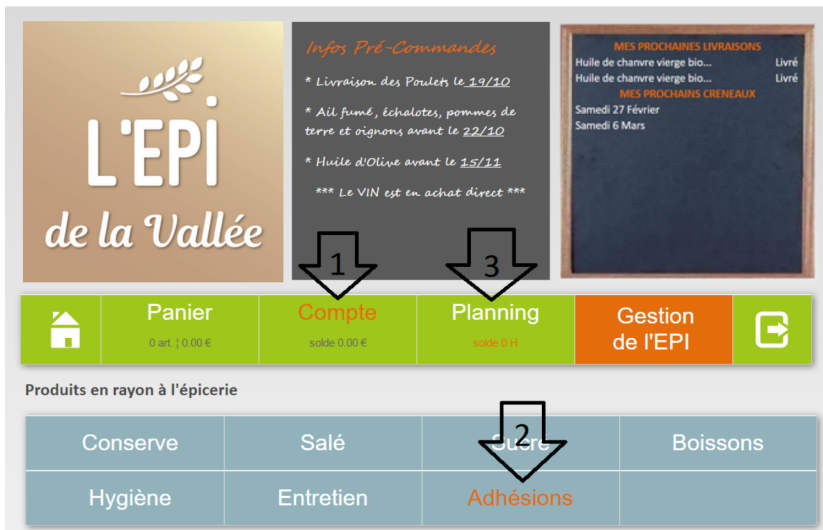 L'EPI
de la Vallée
Infos Pré-Commandes
* Livraison des Poulets le 19/10
* Ail fumé, échalotes, pommes de
terre et oignons avant le 22/10
* Huile d'Olive avant le 15/11
*** Le VIN est en achat direct ***
MES PROCHAINES LIVRAISONS
Huile de chanvre vierge bio... Livré
Huile de chanvre vierge bio... Livré
MES PROCHAINS CRENEAUX
Samedi 27 Février
Samedi 6 Mars
1
3
Panier
0 art. ¦ 0.00 €
Compte
solde 0.00 €
Planning
solde 0 H
Gestion
de l'EPI
Produits en rayon à l'épicerie
Conserve
Salé
Sucré
2
Boissons
Hygiène
Entretien
Adhésions